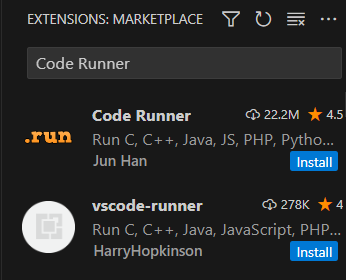 EXTENSIONS: MARKETPLACE
Code Runner
Code Runner 22.2M 4.5
.run
Run C, C++, Java, JS, PHP, Pytho...
Jun Han Install
vscode-runner 278K 4
Run C, C++, Java, JavaScript, PHP...
HarryHopkinson Install